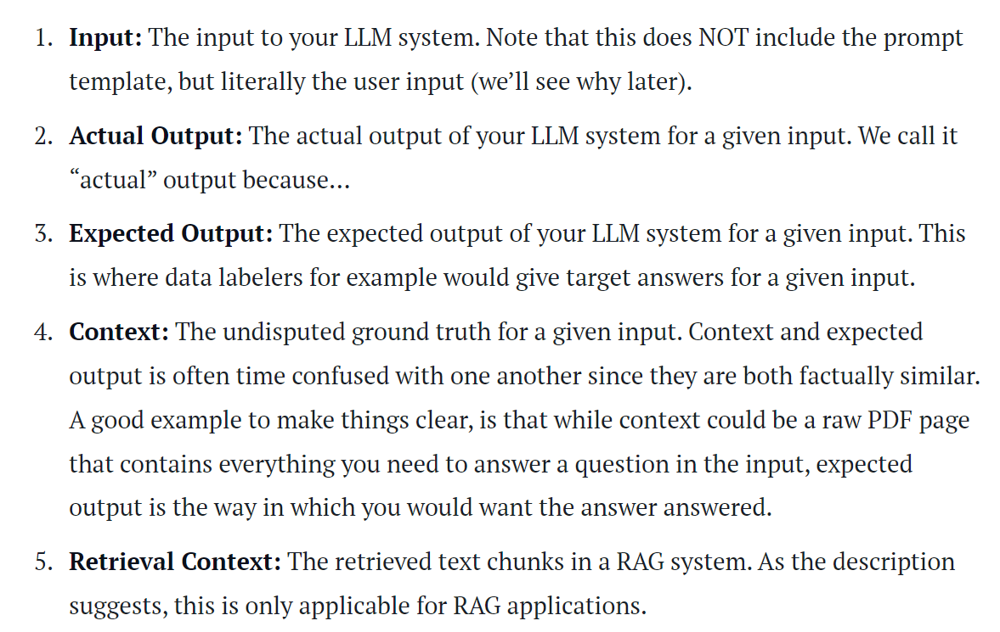 1. Input: The input to your LLM system. Note that this does NOT include the prompt
template, but literally the user input (we’ll see why later).
2. Actual Output: The actual output of your LLM system for a given input. We call it
“actual” output because…
3. Expected Output: The expected output of your LLM system for a given input. This
is where data labelers for example would give target answers for a given input.
4. Context: The undisputed ground truth for a given input. Context and expected
output is often time confused with one another since they are both factually similar.
A good example to make things clear, is that while context could be a raw PDF page
that contains everything you need to answer a question in the input, expected
output is the way in which you would want the answer answered.
5. Retrieval Context: The retrieved text chunks in a RAG system. As the description
suggests, this is only applicable for RAG applications.